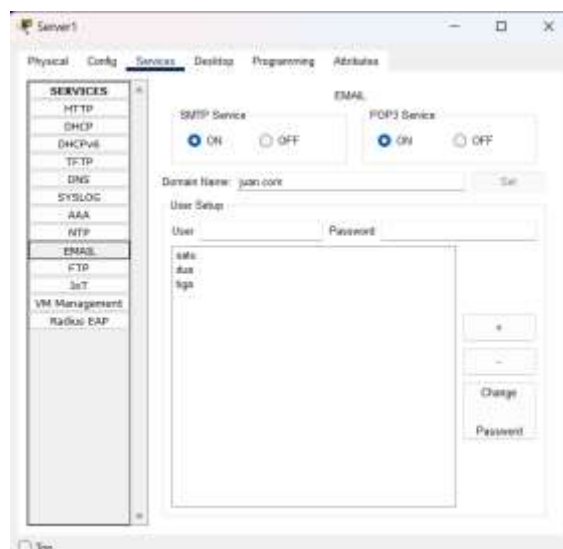 Server1
Physical Config Services Desktop Programming Attributes
SERVICES
HTTP
DHCP
DHCPv6
TFTP
DNS
SYSLOG
AAA
NTP
EMAIL
FTP
IoT
VM Management
Radius EAP
EMAIL
SMTP Service
ON OFF
POP3 Service
ON OFF
Domain Name: juan.com Set
User Setup
User Password
satu
dua
tiga
+
-
Change
Password
Top